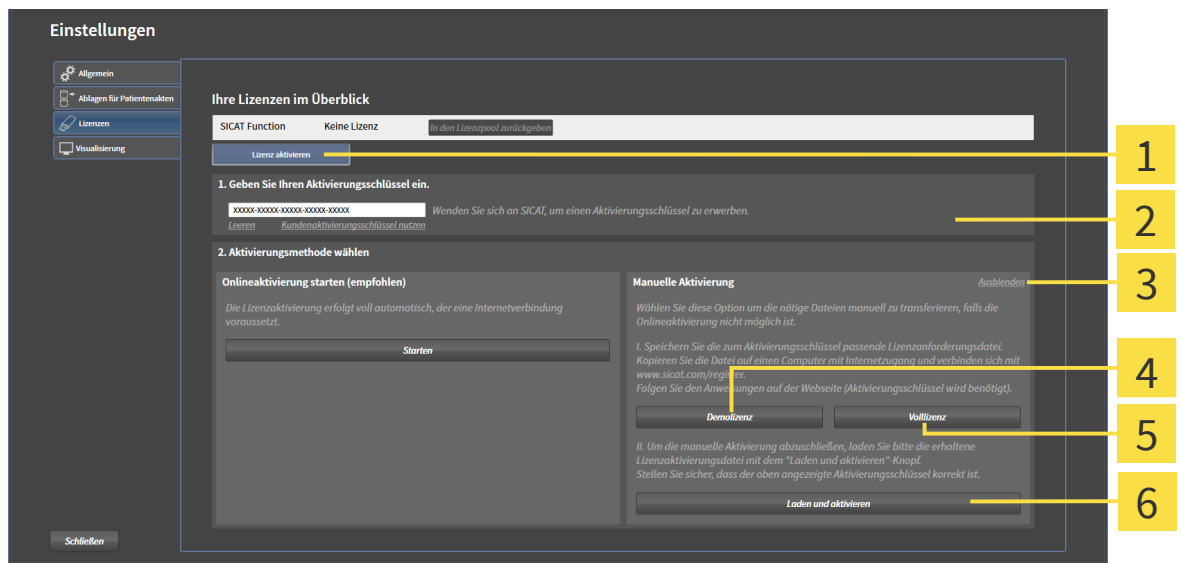 Einstellungen
Allgemein
Ablagen für Patientenakten
Lizenzen
Visualisierung
Ihre Lizenzen im Überblick
SICAT Function Keine Lizenz In den Lizenzpool zurückgeben
Lizenz aktivieren
1
1. Geben Sie Ihren Aktivierungsschlüssel ein.
XXXXX-XXXXX-XXXXX-XXXXX-XXXXX Wenden Sie sich an SICAT, um einen Aktivierungsschlüssel zu erwerben.
Leeren Kundenaktivierungsschlüssel nutzen
2
2. Aktivierungsmethode wählen
Onlineaktivierung starten (empfohlen)
Die Lizenzaktivierung erfolgt voll automatisch, der eine Internetverbindung
voraussetzt.
Starten
Manuelle Aktivierung Ausblenden
3
Wählen Sie diese Option um die nötige Dateien manuell zu transferieren, falls die
Onlineaktivierung nicht möglich ist.
I. Speichern Sie die zum Aktivierungsschlüssel passende Lizenzanforderungsdatei.
Kopieren Sie die Datei auf einen Computer mit Internetzugang und verbinden sich mit
www.sicat.com/register.
Folgen Sie den Anweisungen auf der Webseite (Aktivierungsschlüssel wird benötigt).
4
Demolizenz Volllizenz
5
II. Um die manuelle Aktivierung abzuschließen, laden Sie bitte die erhaltene
Lizenzaktivierungsdatei mit dem "Laden und aktivieren"-Knopf.
Stellen Sie sicher, dass der oben angezeigte Aktivierungsschlüssel korrekt ist.
Laden und aktivieren
6
Schließen